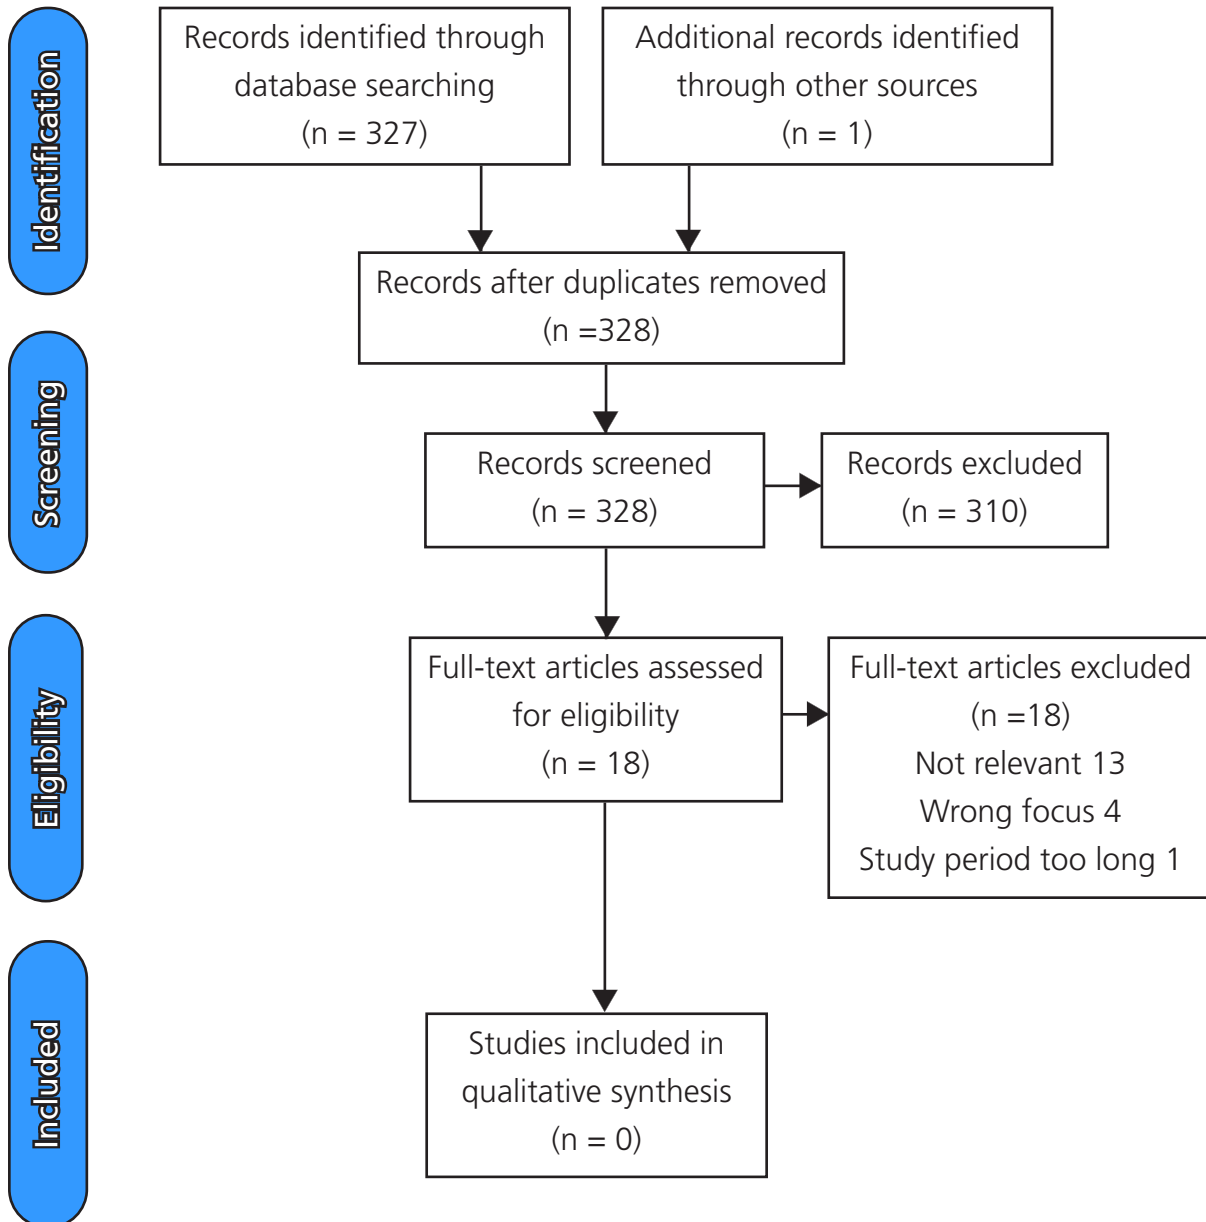 Identification
Records identified through
database searching
(n = 327)
Additional records identified
through other sources
(n = 1)
Records after duplicates removed
(n =328)
Screening
Records screened
(n = 328)
Records excluded
(n = 310)
Eligibility
Full-text articles assessed
for eligibility
(n = 18)
Full-text articles excluded
(n =18)
Not relevant 13
Wrong focus 4
Study period too long 1
Included
Studies included in
qualitative synthesis
(n = 0)